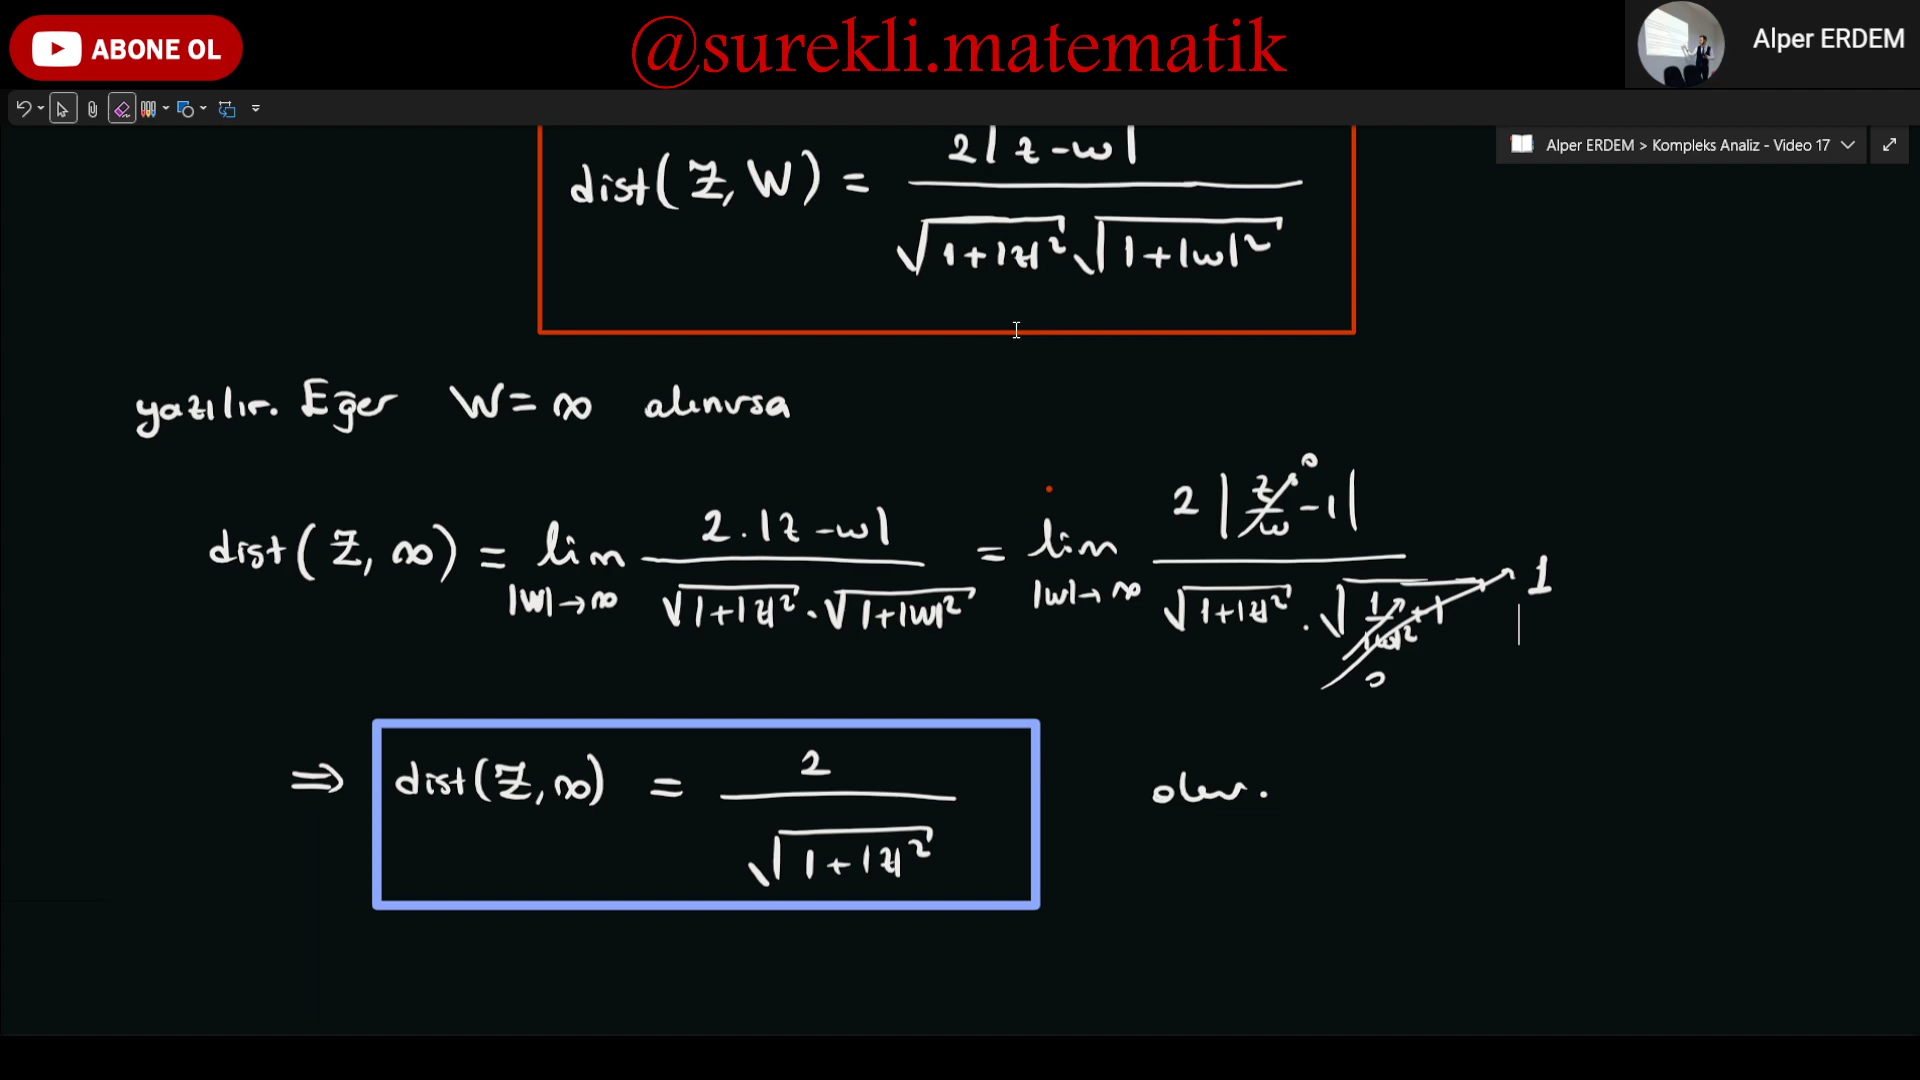 ABONE OL
@surekli.matematik
Alper ERDEM
Alper ERDEM > Kompleks Analiz - Video 17
dist(Z, W) = 2|z-w| / √(1+|z|²) √(1+|w|²)
yazılır. Eğer W=∞ alınırsa
dist(Z, ∞) = lim |W|→∞ 2.|z-w| / √(1+|z|²) . √(1+|w|²) = lim |w|→∞ 2|z/w - 1| / √(1+|z|²) . √(1/|w|² + 1) 0 0 1
⇒ dist(Z, ∞) = 2 / √(1+|z|²) olur.